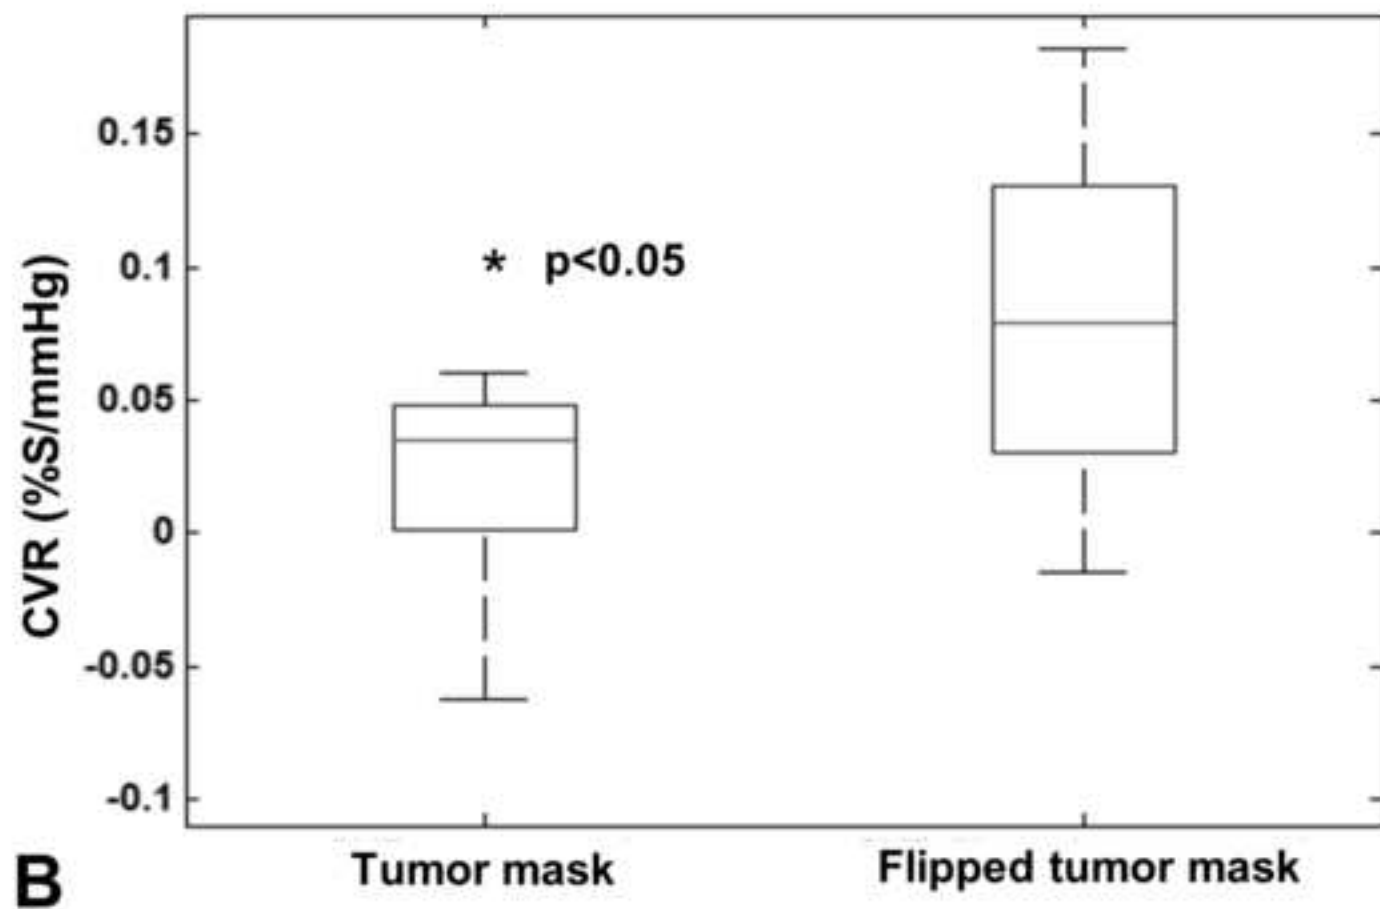 CVR (%S/mmHg)
0.15
0.1
0.05
0
-0.05
-0.1
* p<0.05
Tumor mask
Flipped tumor mask
B